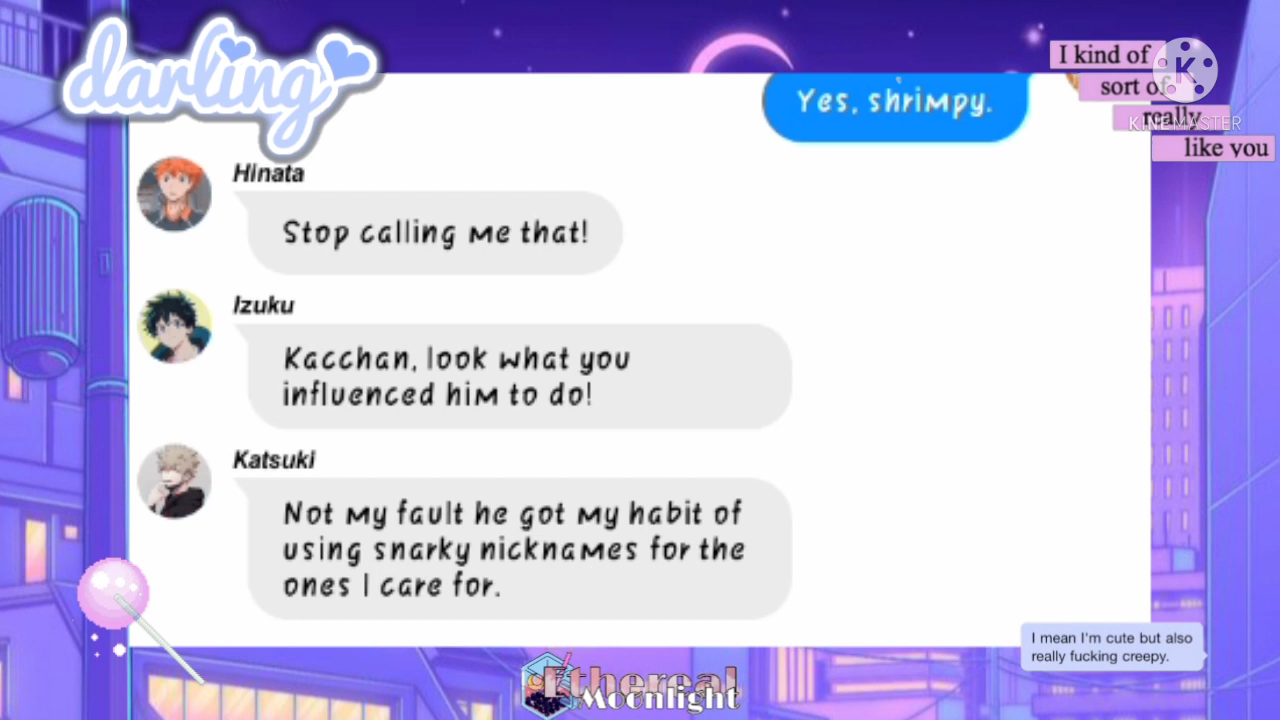 darling
I kind of
sort of
really
like you
KINEMASTER
Yes, shrimpy.
Hinata
Stop calling me that!
Izuku
Kacchan, look what you
influenced him to do!
Katsuki
Not my fault he got my habit of
using snarky nicknames for the
ones I care for.
I mean I'm cute but also
really fucking creepy.
Ethereal
Moonlight